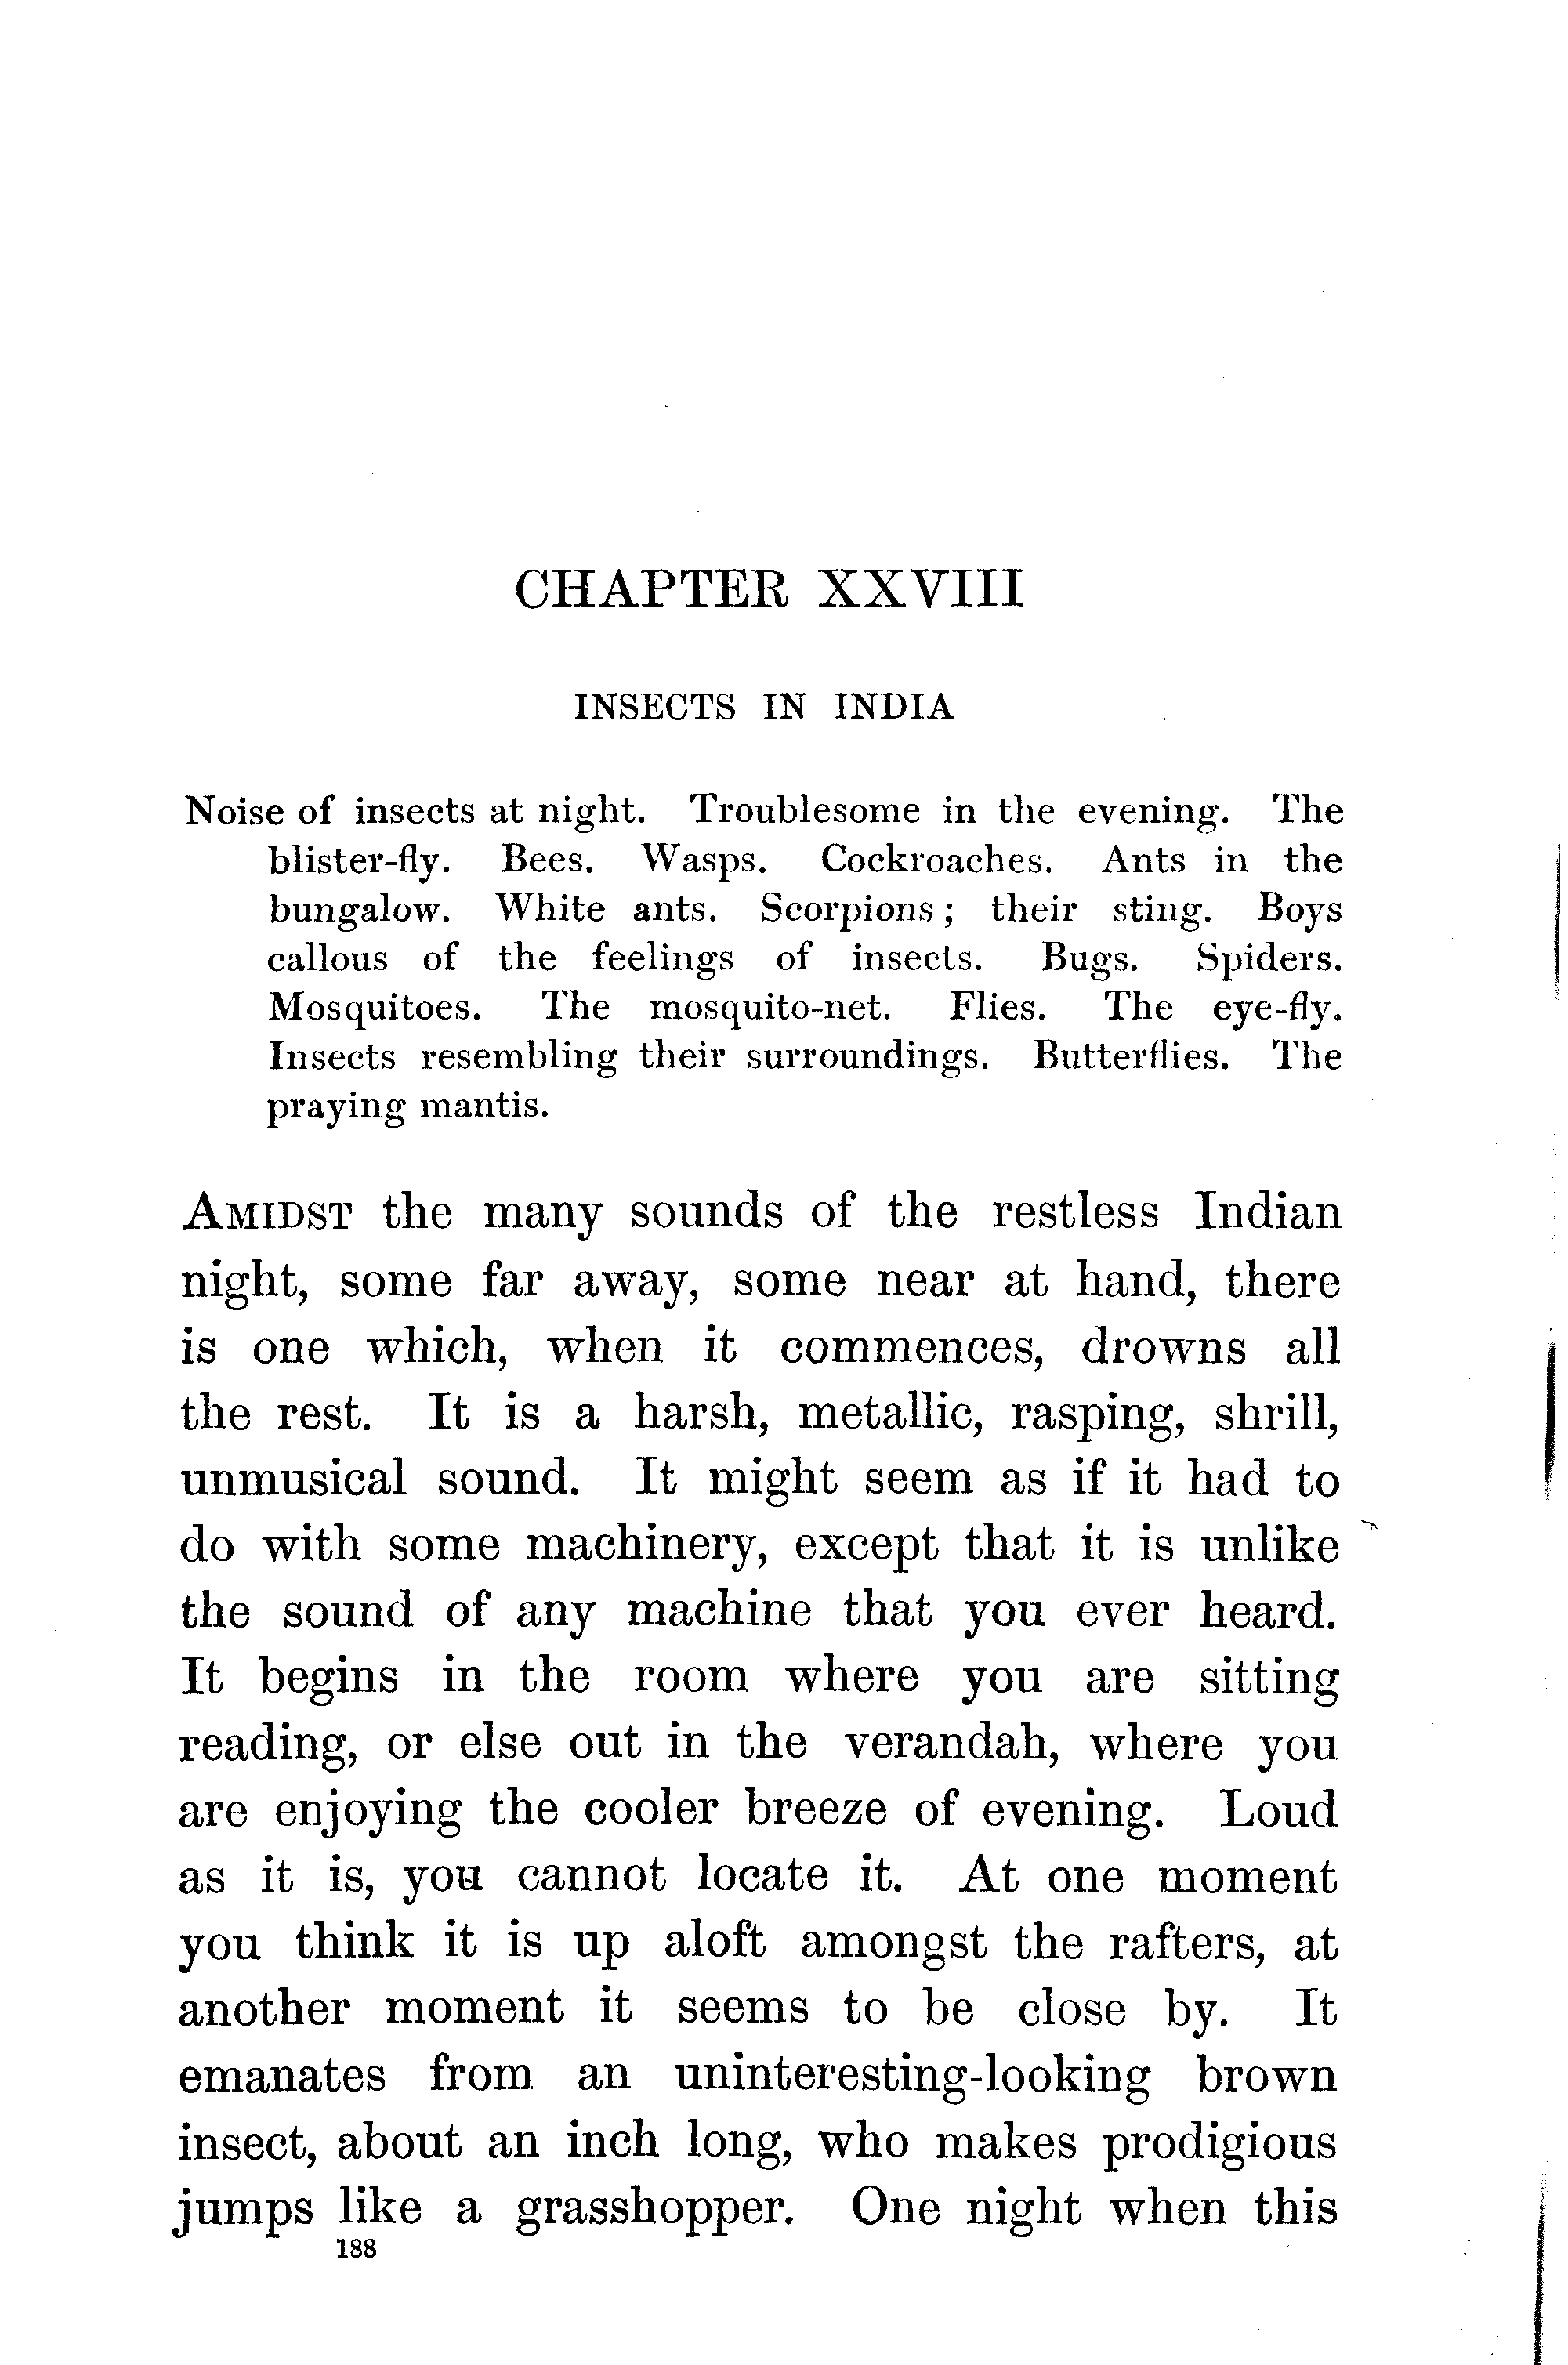 CHAPTER XXVIII
INSECTS IN INDIA
Noise of insects at night. Troublesome in the evening. The
blister-fly. Bees. Wasps. Cockroaches. Ants in the
bungalow. White ants. Scorpions; their sting. Boys
callous of the feelings of insects. Bugs. Spiders.
Mosquitoes. The mosquito-net. Flies. The eye-fly.
Insects resembling their surroundings. Butterflies. The
praying mantis.
AMIDST the many sounds of the restless Indian
night, some far away, some near at hand, there
is one which, when it commences, drowns all
the rest. It is a harsh, metallic, rasping, shrill,
unmusical sound. It might seem as if it had to
do with some machinery, except that it is unlike
the sound of any machine that you ever heard.
It begins in the room where you are sitting
reading, or else out in the verandah, where you
are enjoying the cooler breeze of evening. Loud
as it is, you cannot locate it. At one moment
you think it is up aloft amongst the rafters, at
another moment it seems to be close by. It
emanates from an uninteresting-looking brown
insect, about an inch long, who makes prodigious
jumps like a grasshopper. One night when this
188